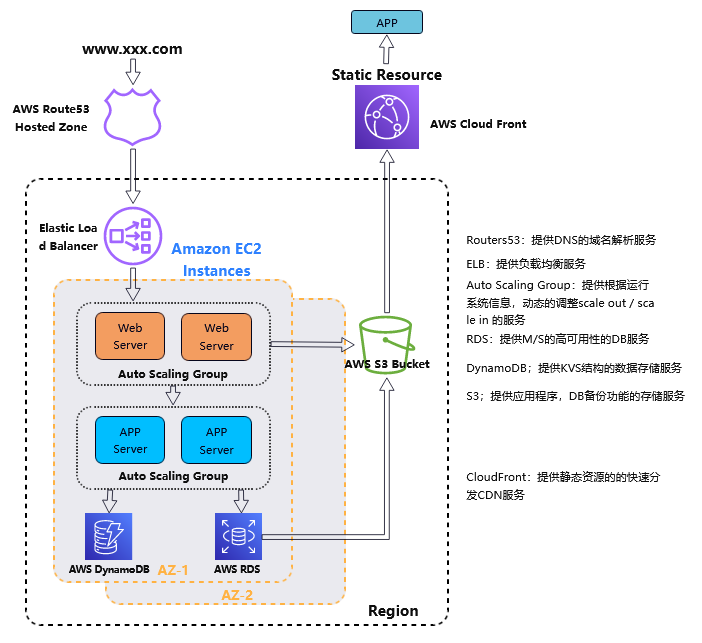 APP
www.xxx.com
Static Resource
AWS Route53
Hosted Zone
AWS Cloud Front
Elastic Loa
d Balancer
Amazon EC2
Instances
Web
Server
Web
Server
Auto Scaling Group
AWS S3 Bucket
APP
Server
APP
Server
Auto Scaling Group
AWS DynamoDB
AZ-1
AWS RDS
AZ-2
Region
Routers53：提供DNS的域名解析服务
ELB：提供负载均衡服务
Auto Scaling Group：提供根据运行
系统信息，动态的调整scale out / sca
le in 的服务
RDS：提供M/S的高可用性的DB服务
DynamoDB；提供KVS结构的数据存储服务
S3；提供应用程序，DB备份功能的存储服务
CloudFront：提供静态资源的的快速分
发CDN服务